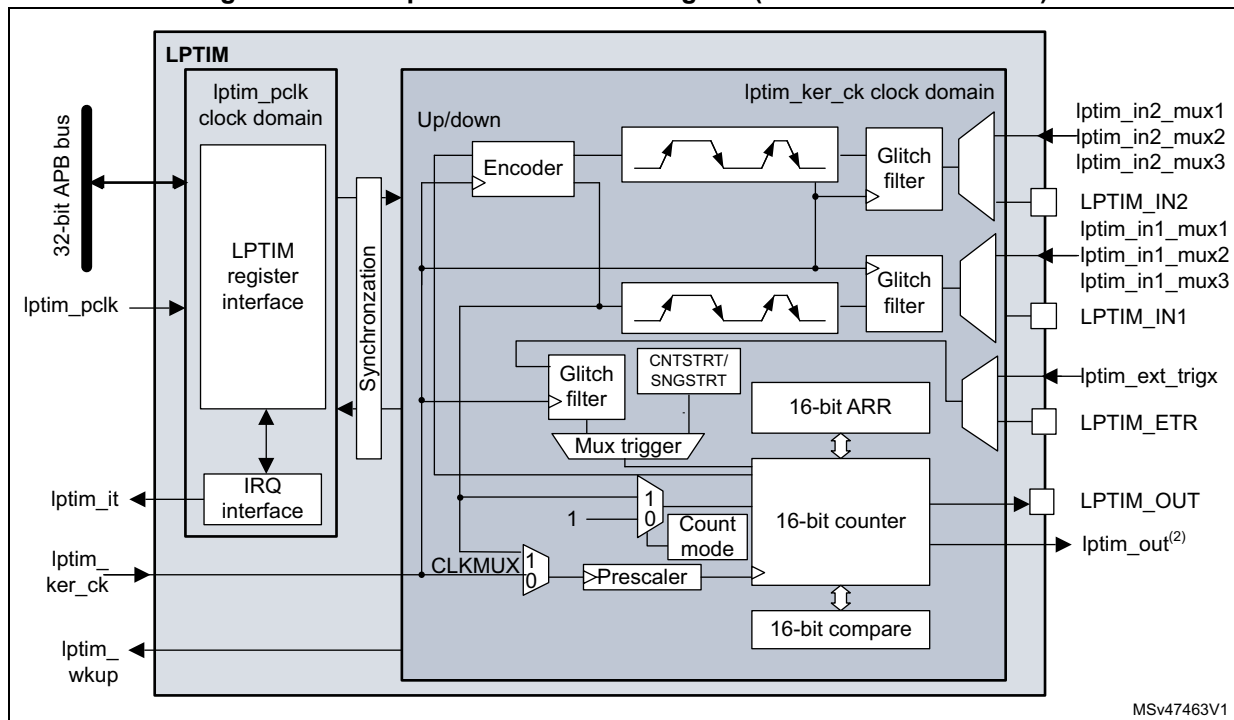 LPTIM
lptim_pclk
clock domain
lptim_ker_ck clock domain
Up/down
32-bit APB bus
LPTIM
register
interface
lptim_pclk
Synchronzation
Encoder
Glitch
filter
lptim_in2_mux1
lptim_in2_mux2
lptim_in2_mux3
LPTIM_IN2
lptim_in1_mux1
lptim_in1_mux2
lptim_in1_mux3
Glitch
filter
LPTIM_IN1
Glitch
filter
CNTSTRT/
SNGSTRT
Mux trigger
16-bit ARR
lptim_ext_trigx
LPTIM_ETR
IRQ
interface
lptim_it
1
0
1
Count
mode
16-bit counter
LPTIM_OUT
lptim_out(2)
lptim_
ker_ck
CLKMUX
1
0
Prescaler
16-bit compare
lptim_
wkup
MSv47463V1